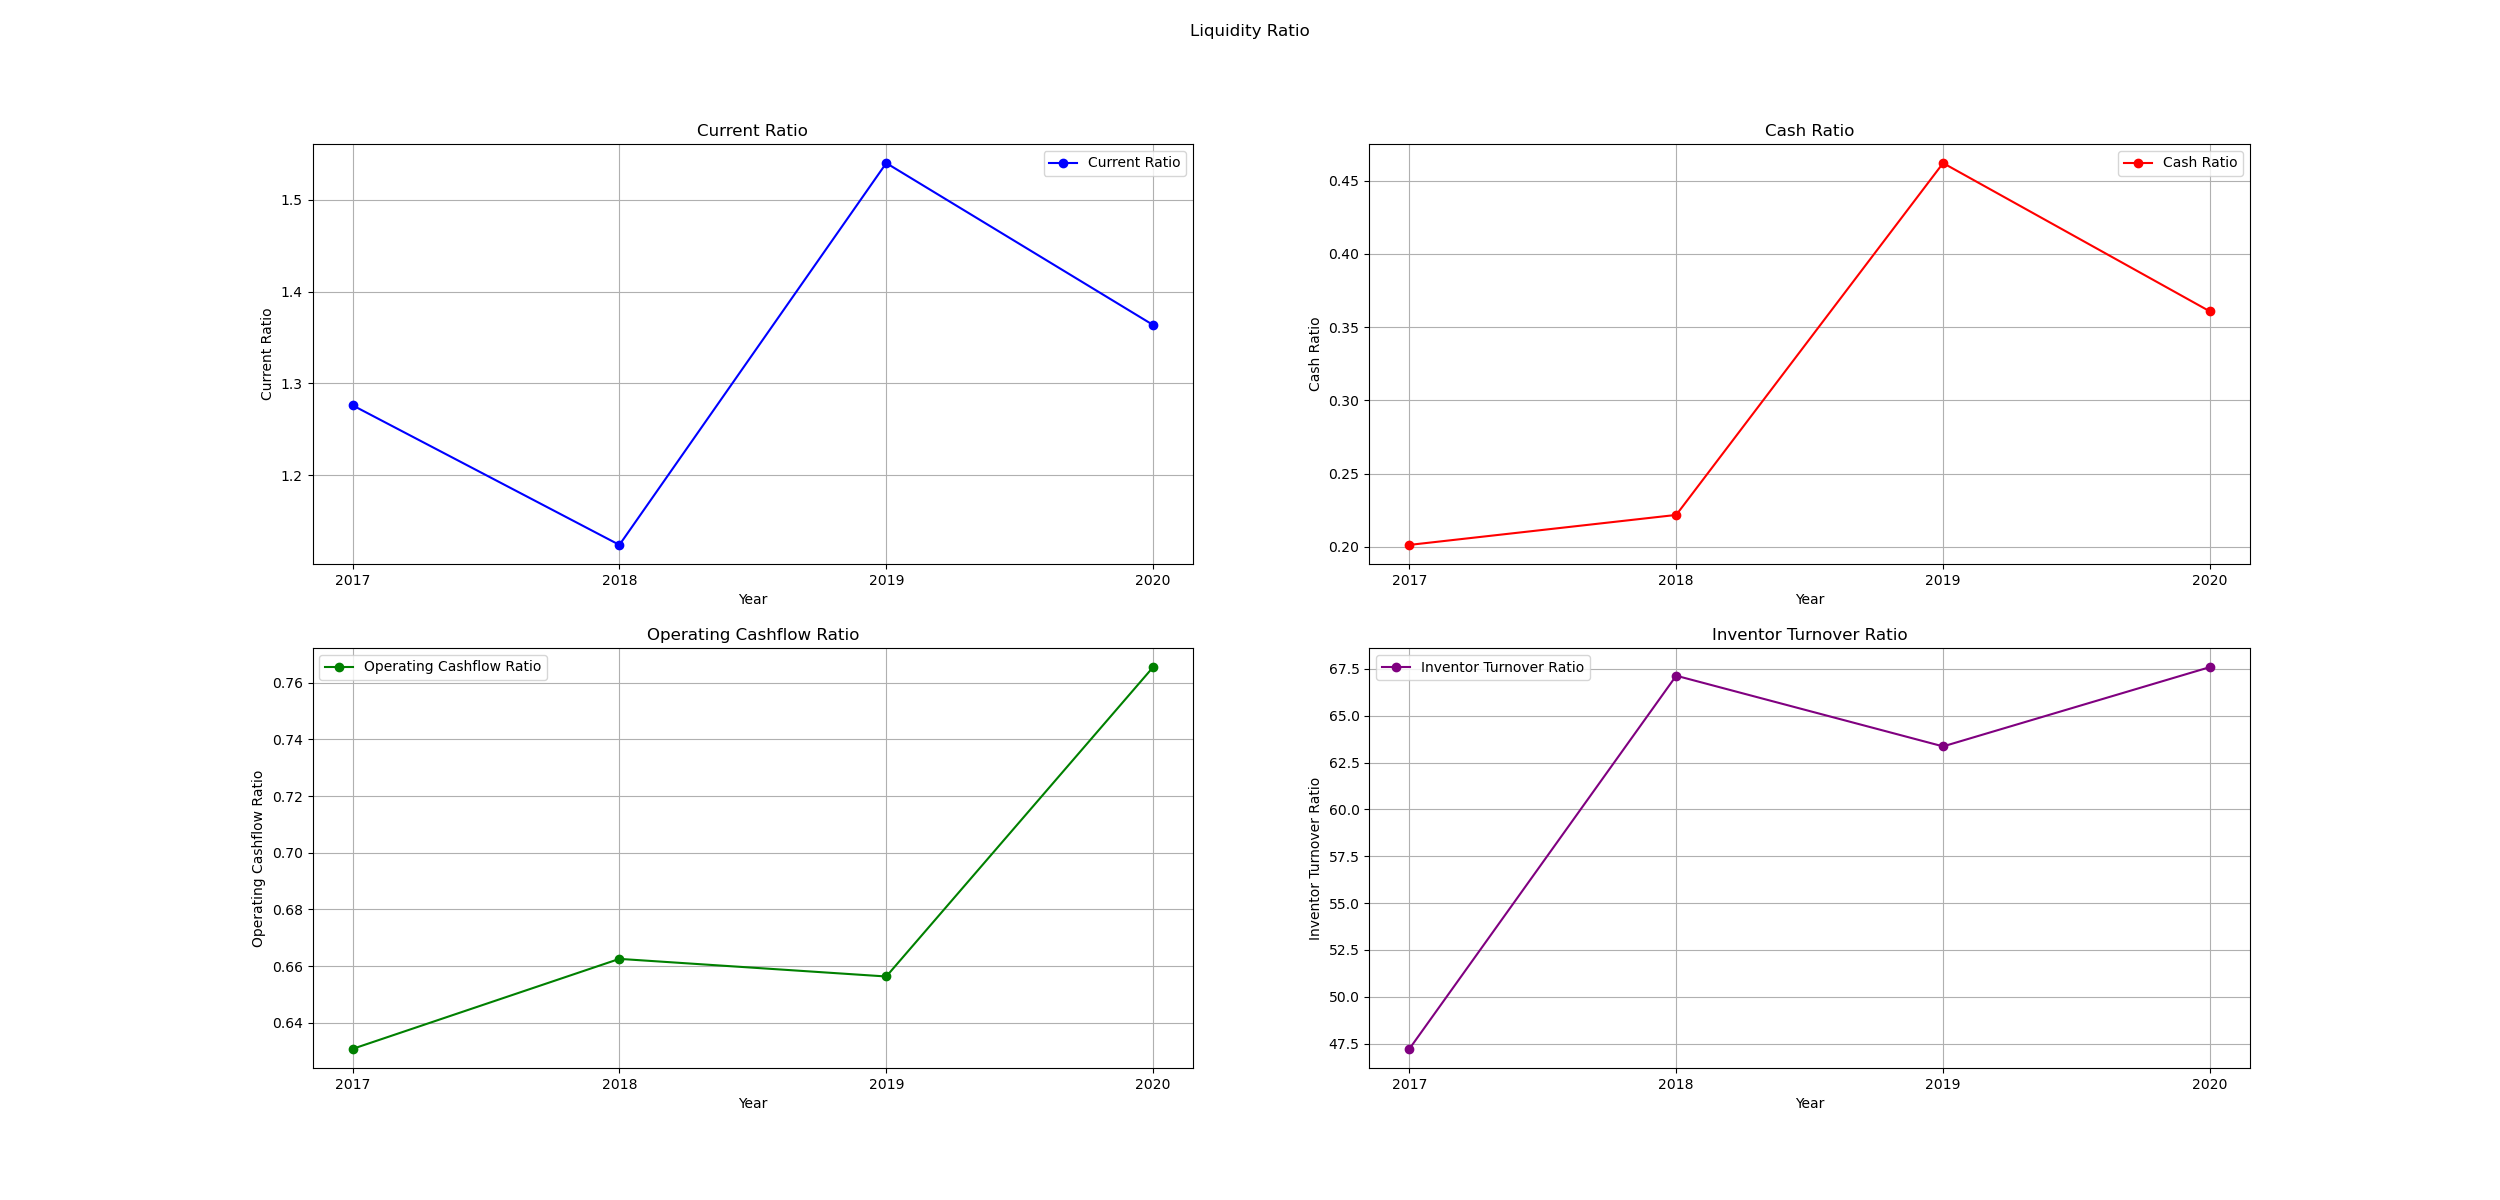 Liquidity Ratio
Current Ratio
Current Ratio
1.5
1.4
1.3
1.2
Current Ratio
2017 2018 2019 2020
Year
Cash Ratio
Cash Ratio
0.45
0.40
0.35
0.30
0.25
0.20
Cash Ratio
2017 2018 2019 2020
Year
Operating Cashflow Ratio
Operating Cashflow Ratio
0.76
0.74
0.72
0.70
0.68
0.66
0.64
Operating Cashflow Ratio
2017 2018 2019 2020
Year
Inventor Turnover Ratio
Inventor Turnover Ratio
67.5
65.0
62.5
60.0
57.5
55.0
52.5
50.0
47.5
Inventor Turnover Ratio
2017 2018 2019 2020
Year